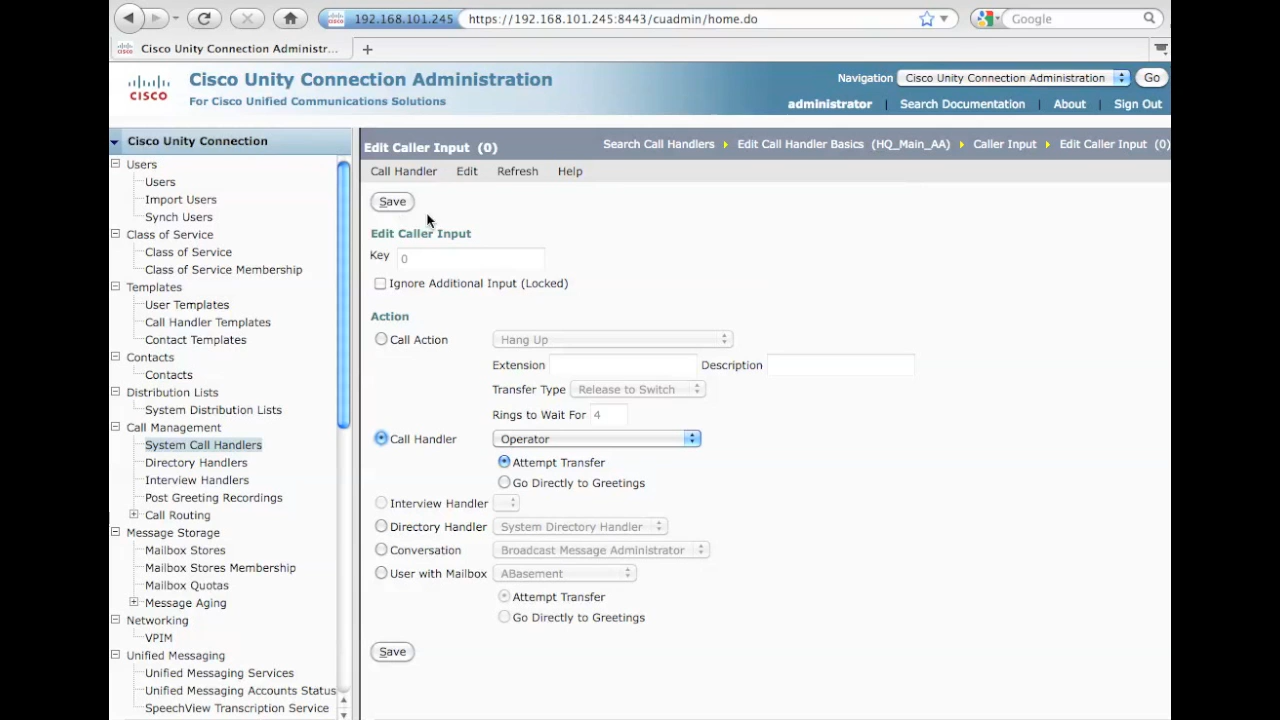 192.168.101.245 https://192.168.101.245:8443/cuadmin/home.do Google
Cisco Unity Connection Administr...
CISCO
Cisco Unity Connection Administration
For Cisco Unified Communications Solutions
Navigation Cisco Unity Connection Administration Go
administrator | Search Documentation | About | Sign Out
Cisco Unity Connection
Users
Users
Import Users
Synch Users
Class of Service
Class of Service
Class of Service Membership
Templates
User Templates
Call Handler Templates
Contact Templates
Contacts
Contacts
Distribution Lists
System Distribution Lists
Call Management
System Call Handlers
Directory Handlers
Interview Handlers
Post Greeting Recordings
Call Routing
Message Storage
Mailbox Stores
Mailbox Stores Membership
Mailbox Quotas
Message Aging
Networking
VPIM
Unified Messaging
Unified Messaging Services
Unified Messaging Accounts Status
SpeechView Transcription Service
Edit Caller Input (0)
Search Call Handlers Edit Call Handler Basics (HQ_Main_AA) Caller Input Edit Caller Input (0)
Call Handler Edit Refresh Help
Save
Edit Caller Input
Key 0
Ignore Additional Input (Locked)
Action
Call Action Hang Up
Extension Description
Transfer Type Release to Switch
Rings to Wait For 4
Call Handler Operator
Attempt Transfer
Go Directly to Greetings
Interview Handler
Directory Handler System Directory Handler
Conversation Broadcast Message Administrator
User with Mailbox ABasement
Attempt Transfer
Go Directly to Greetings
Save